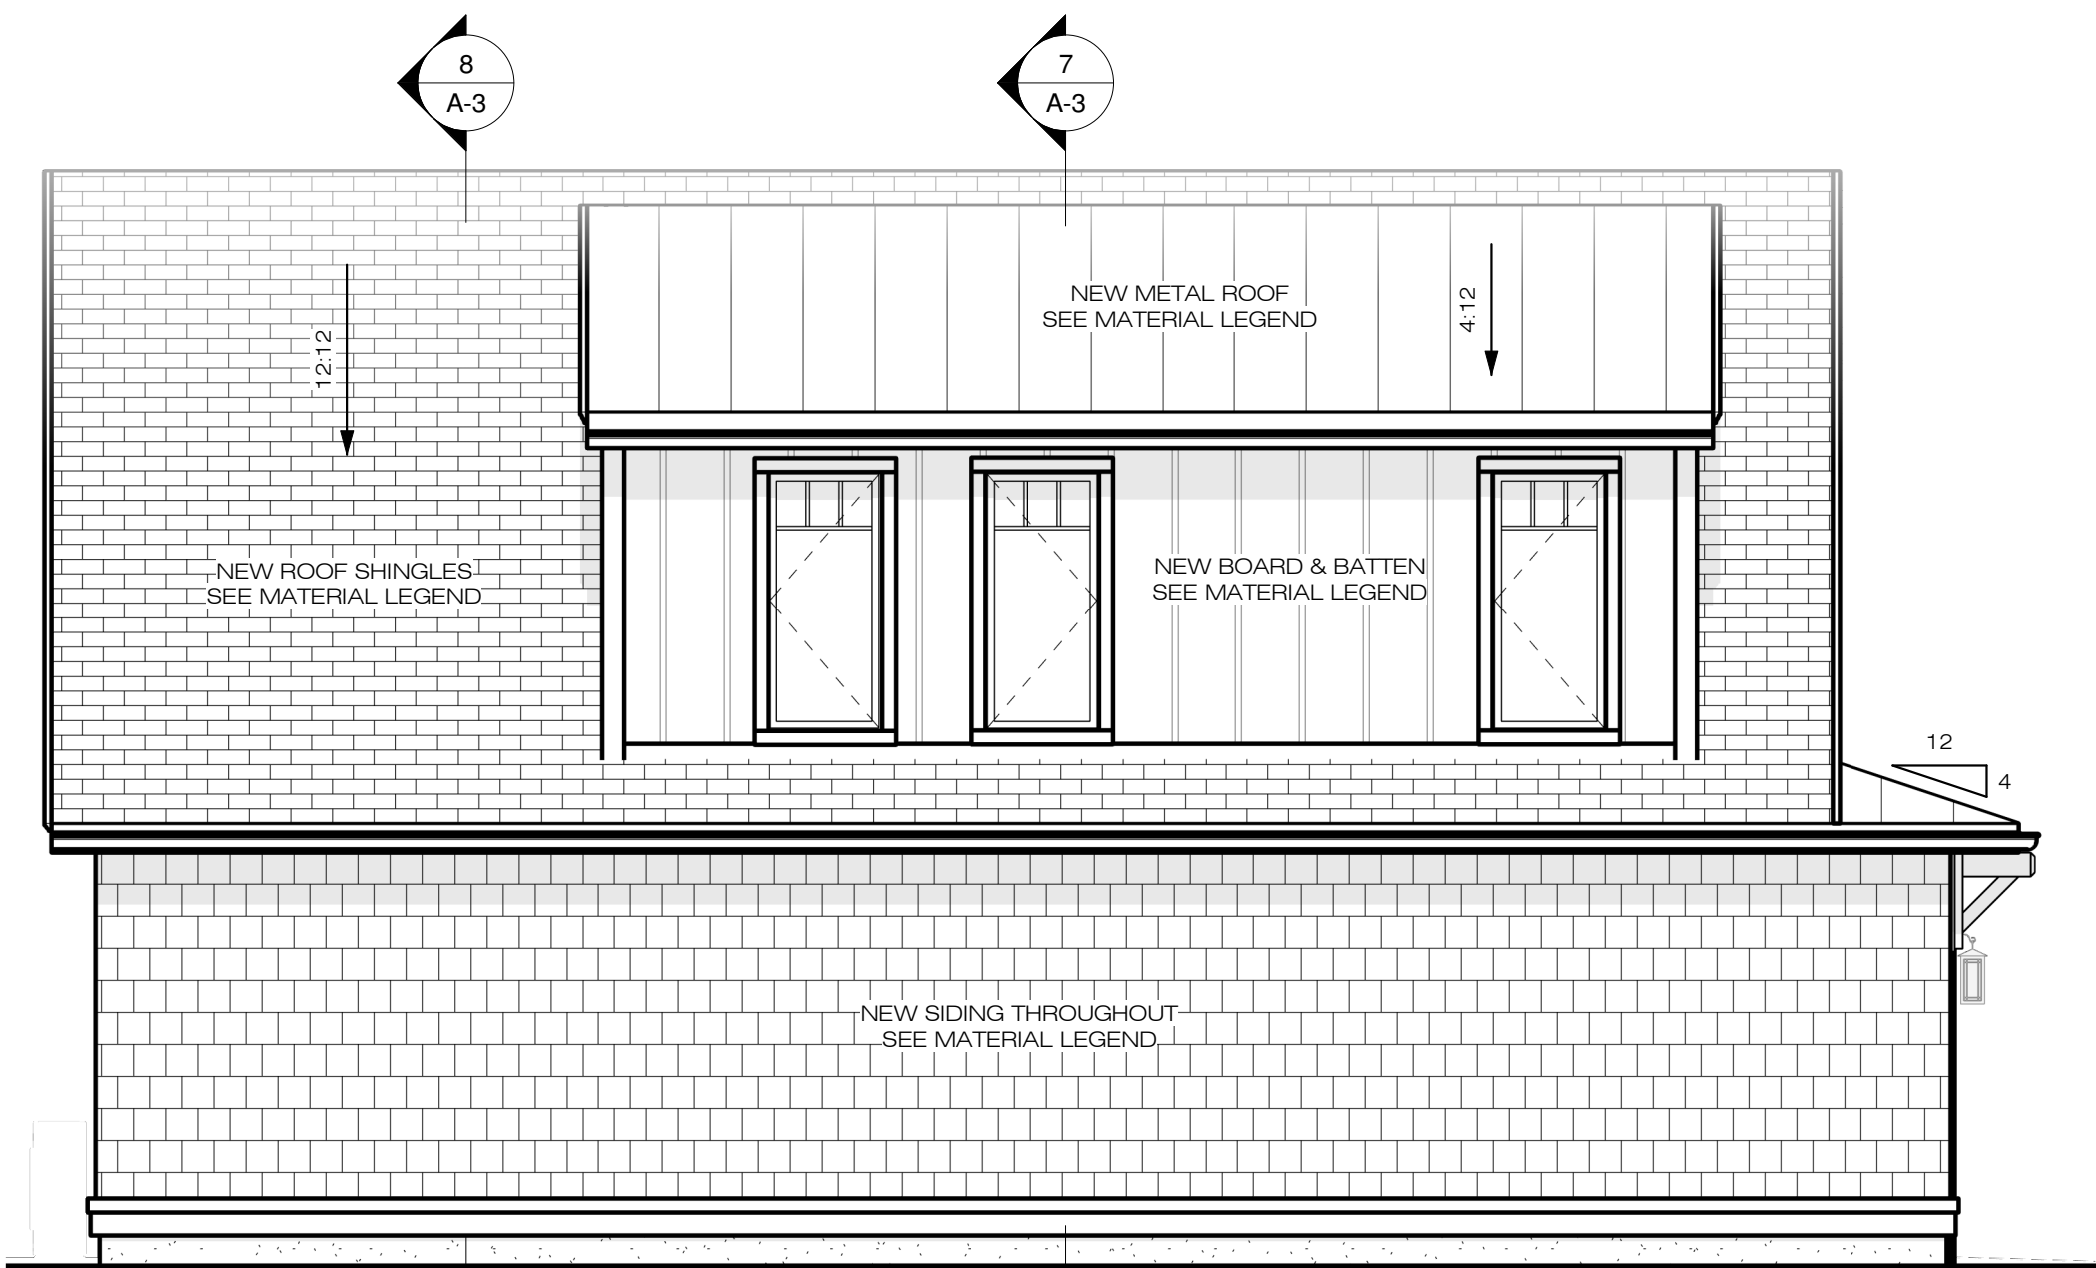 8
A-3
7
A-3
NEW METAL ROOF
SEE MATERIAL LEGEND
4:12
12:12
NEW ROOF SHINGLES
SEE MATERIAL LEGEND
NEW BOARD & BATTEN
SEE MATERIAL LEGEND
12
4
NEW SIDING THROUGHOUT
SEE MATERIAL LEGEND